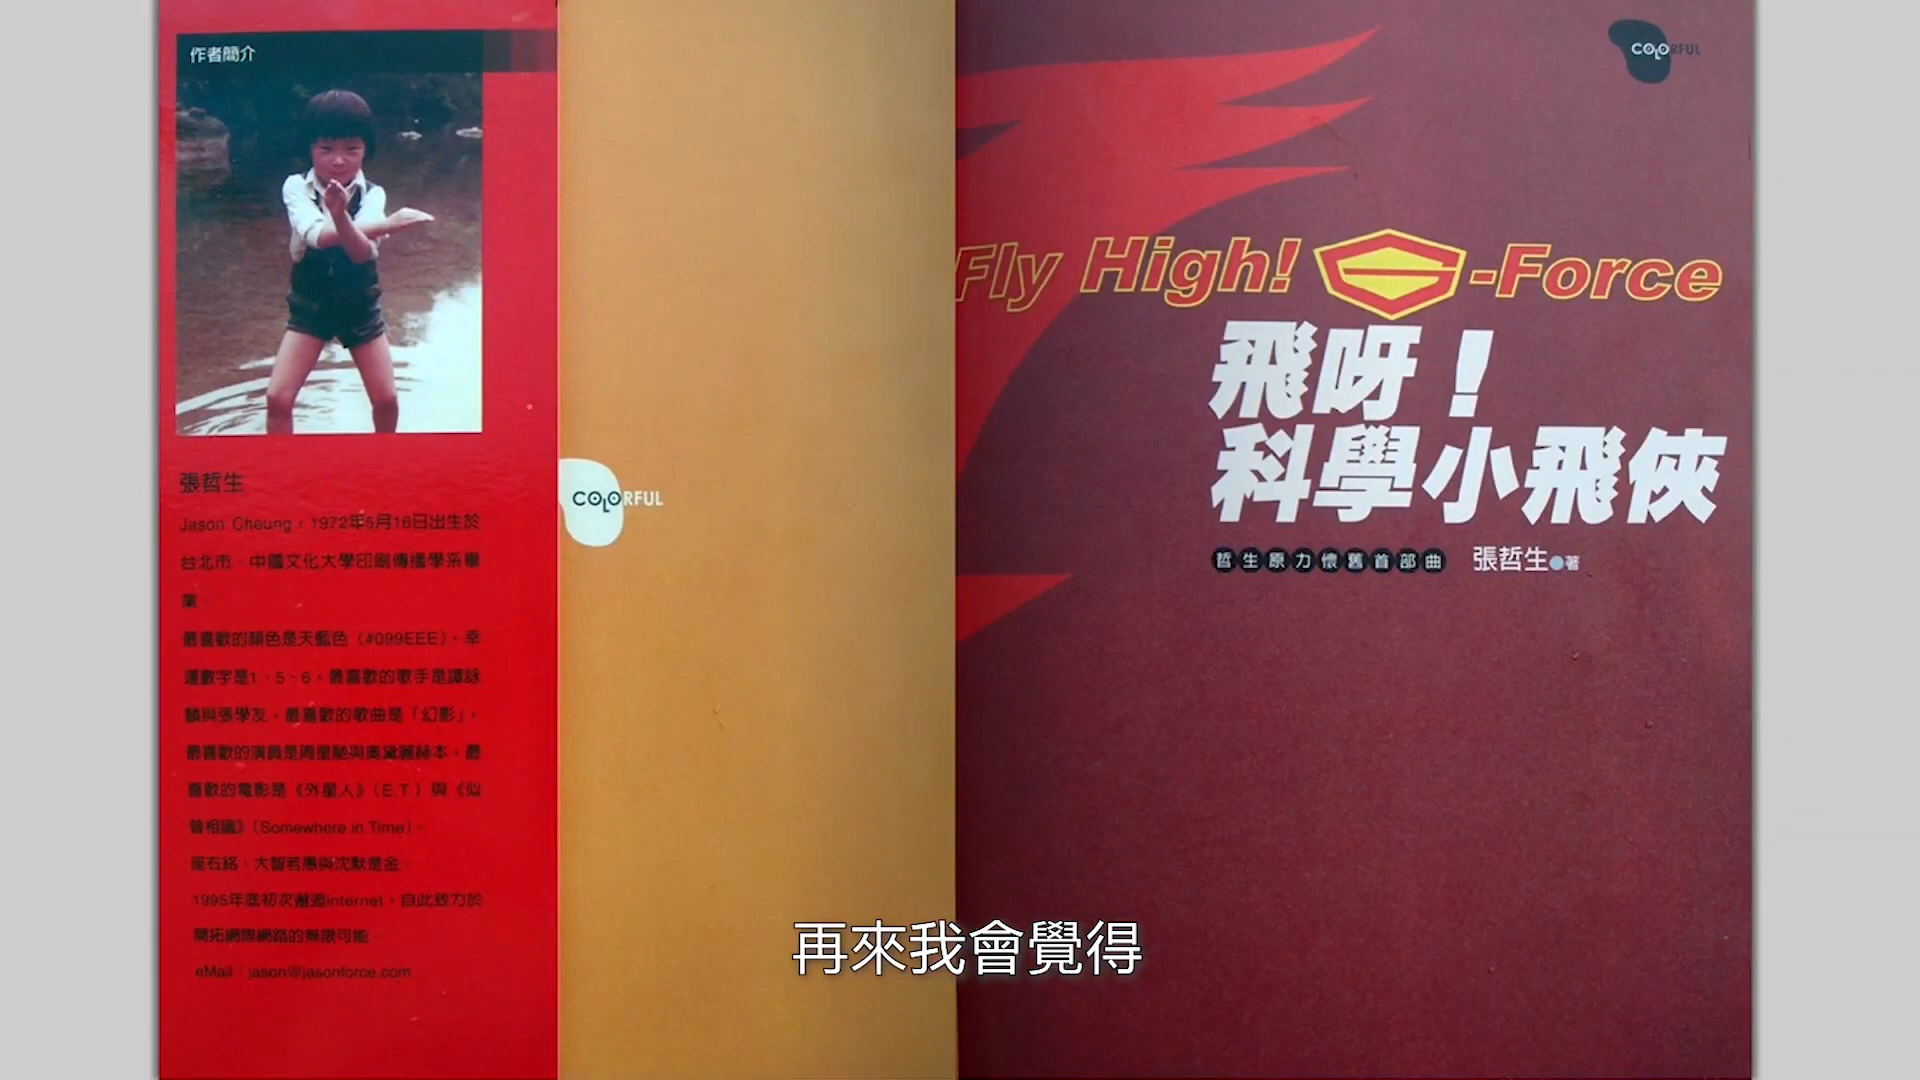 作者簡介
張哲生
Jason Cheung，1972年5月16日出生於
台北市。中國文化大學印刷傳播學系畢
業。
最喜歡的顏色是天藍色（#099EEE），幸
運數字是1、5、6，最喜歡的歌手是譚詠
麟與張學友，最喜歡的歌曲是「幻影」，
最喜歡的演員是周星馳與奧黛麗赫本，最
喜歡的電影是《外星人》（E.T.）與《似
曾相識》（Somewhere in Time）。
座右銘：大智若愚與沈默是金。
1995年底初次邂逅internet，自此致力於
開拓網際網路的無限可能。
eMail：jason@jasonforce.com
COLORFUL
COLORFUL
Fly High! G-Force
飛呀！
科學小飛俠
哲生原力懷舊首部曲 張哲生●著
再來我會覺得